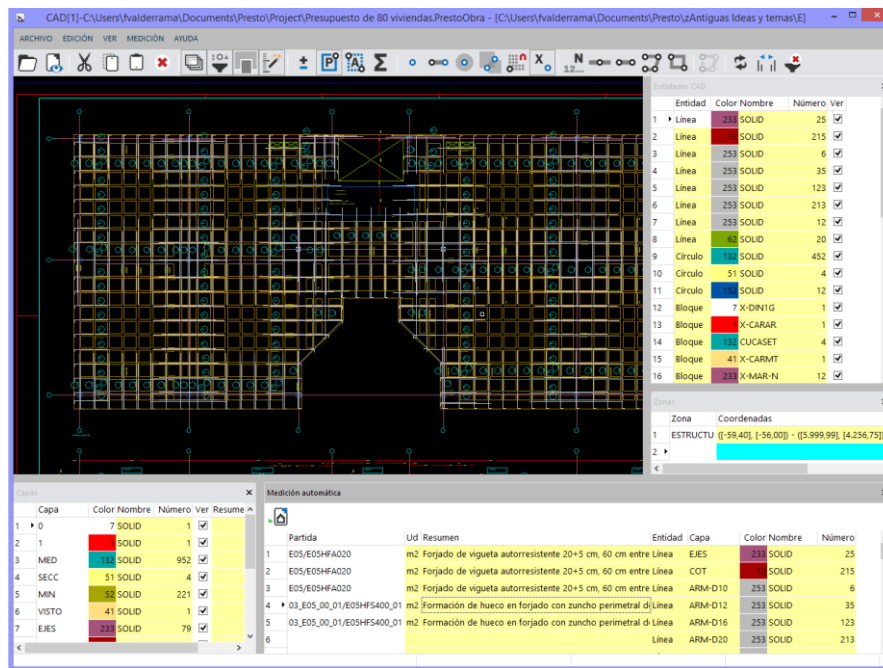 CAD[1]-C:\Users\fvalderrama\Documents\Presto\Project\Presupuesto de 80 viviendas.PrestoObra - [C:\Users\fvalderrama\Documents\Presto\zAntiguas Ideas y temas\E]
ARCHIVO EDICIÓN VER MEDICIÓN AYUDA
N
12...
Entidades CAD
Entidad Color Nombre Número Ver
1 Línea 233 SOLID 25
2 Línea 12 SOLID 215
3 Línea 253 SOLID 6
4 Línea 253 SOLID 35
5 Línea 253 SOLID 123
6 Línea 253 SOLID 213
7 Línea 253 SOLID 12
8 Línea 62 SOLID 20
9 Círculo 132 SOLID 452
10 Círculo 51 SOLID 4
11 Círculo 152 SOLID 12
12 Bloque 7 X-DIN1G 1
13 Bloque 1 X-CARAR 1
14 Bloque 132 CUCASET 4
15 Bloque 41 X-CARMT 1
16 Bloque 233 X-MAR-N 12
Zonas
Zona Coordenadas
1 ESTRUCTU ([-59,40], [-56,00]) - ([5.999,99], [4.256,75])
2
Capas
Capa Color Nombre Número Ver Resume
1 0 7 SOLID 1
2 1 1 SOLID 1
3 MED 132 SOLID 952
4 SECC 51 SOLID 4
5 MIN 52 SOLID 221
6 VISTO 41 SOLID 1
7 EJES 233 SOLID 79
Medición automática
Partida Ud Resumen Entidad Capa Color Nombre Número
1 E05/E05HFA020 m2 Forjado de vigueta autorresistente 20+5 cm, 60 cm entre Línea EJES 233 SOLID 25
2 E05/E05HFA020 m2 Forjado de vigueta autorresistente 20+5 cm, 60 cm entre Línea COT 12 SOLID 215
3 E05/E05HFA020 m2 Forjado de vigueta autorresistente 20+5 cm, 60 cm entre Línea ARM-D10 253 SOLID 6
4 03_E05_00_01/E05HFS400_01 m2 Formación de hueco en forjado con zuncho perimetral d Línea ARM-D12 253 SOLID 35
5 03_E05_00_01/E05HFS400_01 m2 Formación de hueco en forjado con zuncho perimetral d Línea ARM-D16 253 SOLID 123
6 Línea ARM-D20 253 SOLID 213